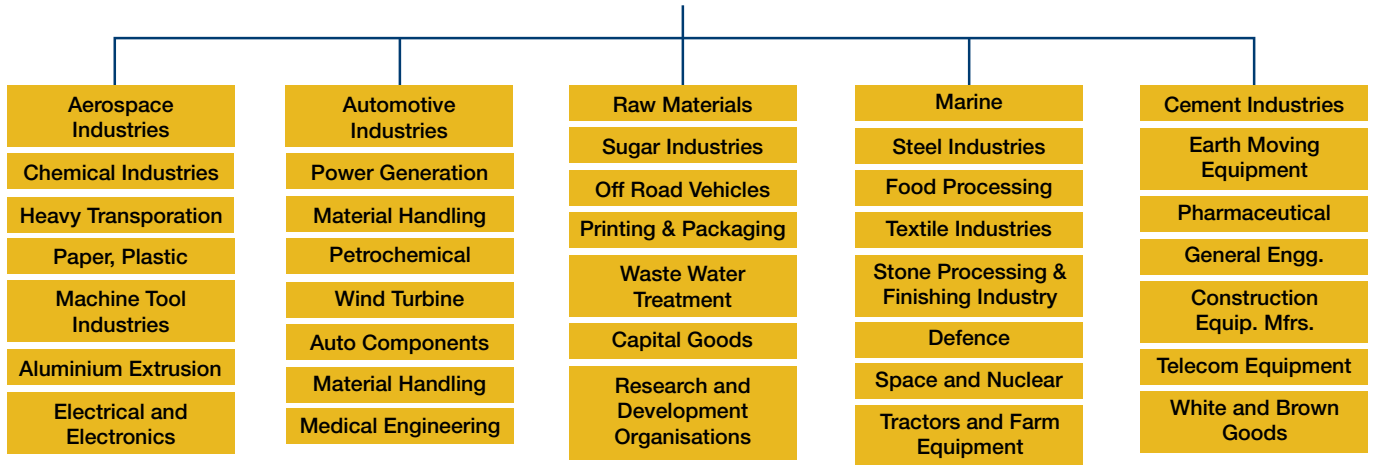 Aerospace
Industries
Chemical Industries
Heavy Transporation
Paper, Plastic
Machine Tool
Industries
Aluminium Extrusion
Electrical and
Electronics
Automotive
Industries
Power Generation
Material Handling
Petrochemical
Wind Turbine
Auto Components
Material Handling
Medical Engineering
Raw Materials
Sugar Industries
Off Road Vehicles
Printing & Packaging
Waste Water
Treatment
Capital Goods
Research and
Development
Organisations
Marine
Steel Industries
Food Processing
Textile Industries
Stone Processing &
Finishing Industry
Defence
Space and Nuclear
Tractors and Farm
Equipment
Cement Industries
Earth Moving
Equipment
Pharmaceutical
General Engg.
Construction
Equip. Mfrs.
Telecom Equipment
White and Brown
Goods